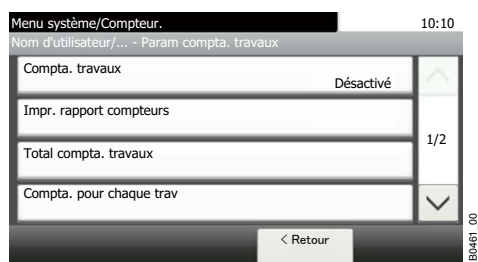 Menu système/Compteur.
10:10
Nom d'utilisateur/... - Param compta. travaux
Compta. travaux
Désactivé
Impr. rapport compteurs
1/2
Total compta. travaux
Compta. pour chaque trav
< Retour
B0461_00